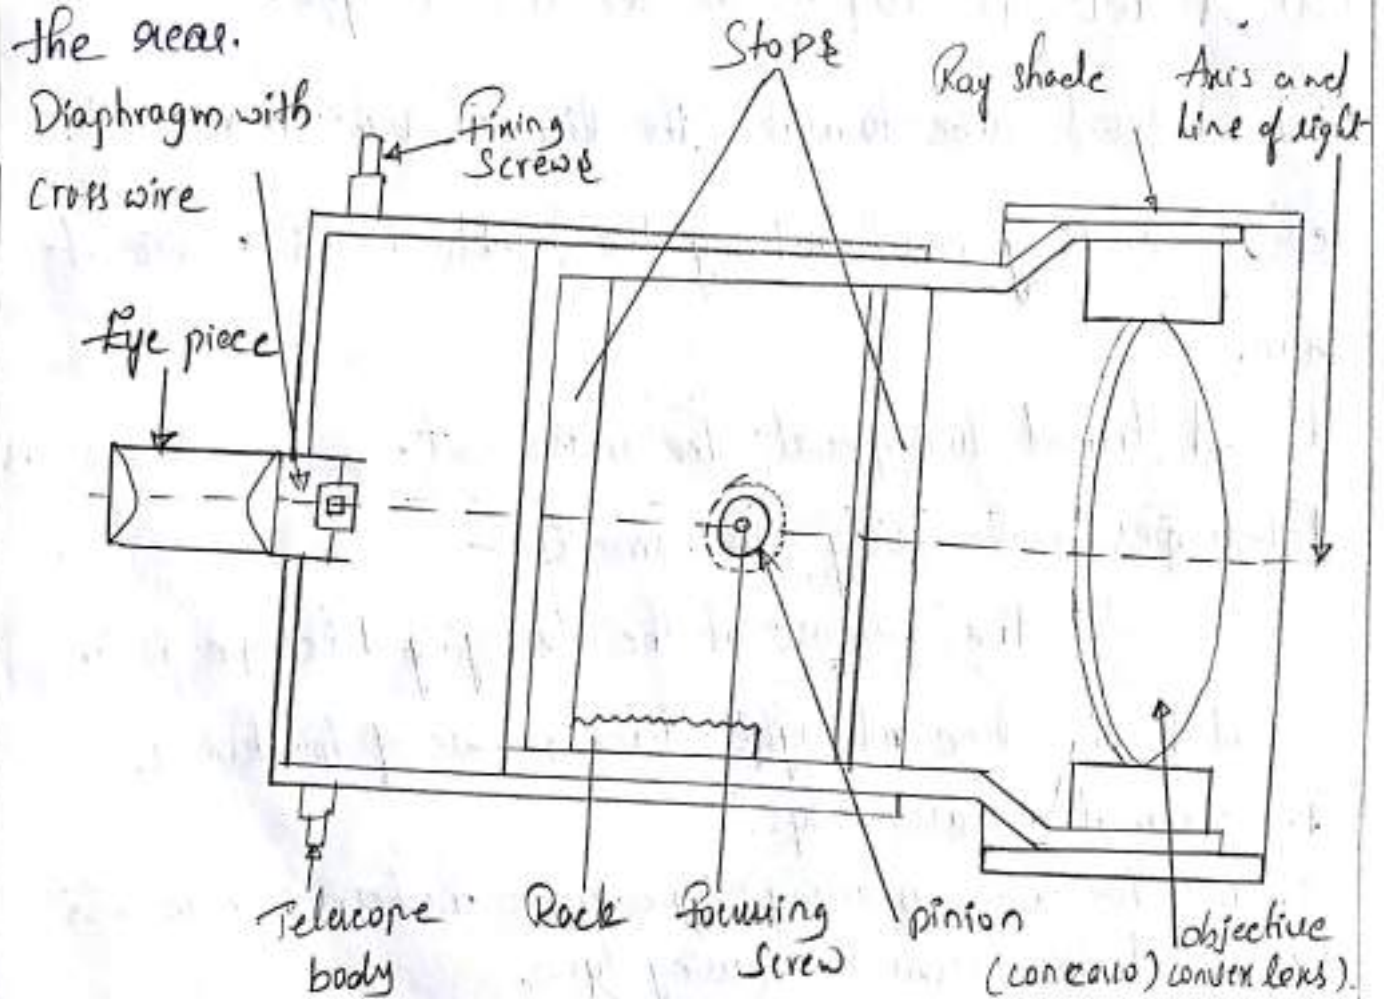 the rear.
Diaphragm with
cross wire
Fixing
Screws
Stops
Ray shade
Axis and
line of sight
Eye piece
Telescope
body
Rack
Focussing
Screw
pinion
objective
(concavo) convex lens).